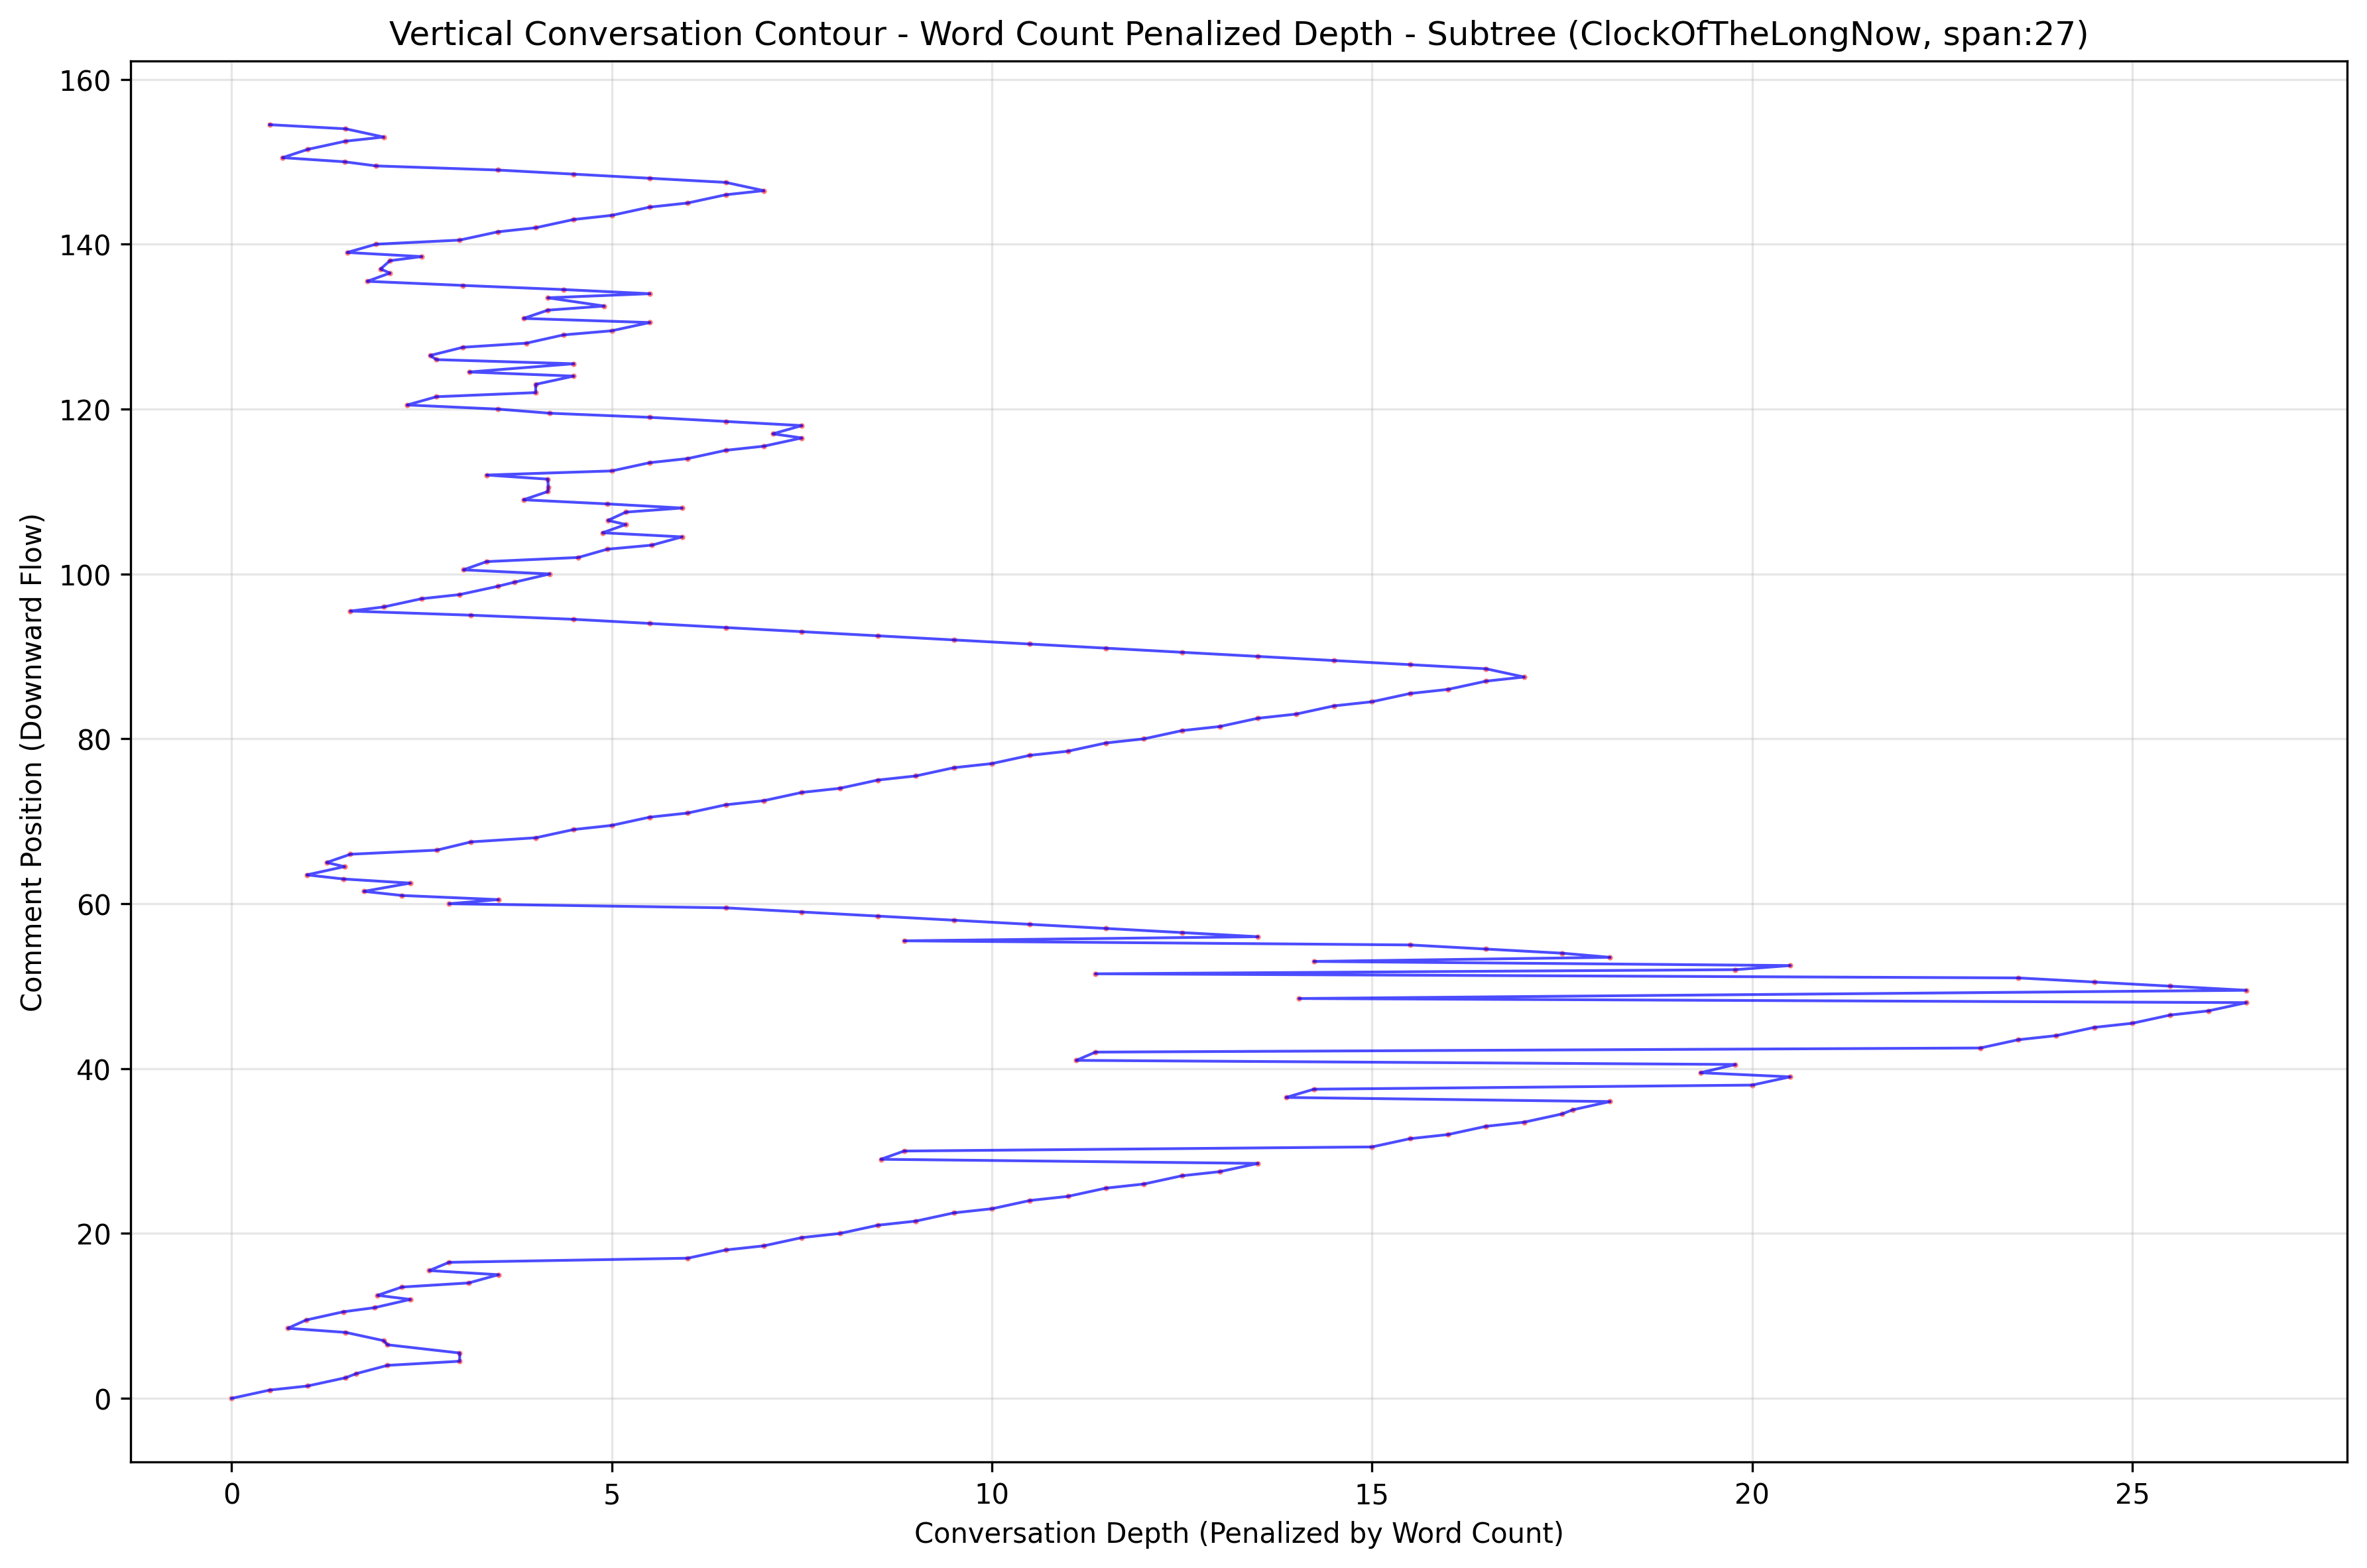 Vertical Conversation Contour - Word Count Penalized Depth - Subtree (ClockOfTheLongNow, span:27)
160
140
120
100
80
60
40
20
0
Comment Position (Downward Flow)
0 5 10 15 20 25
Conversation Depth (Penalized by Word Count)